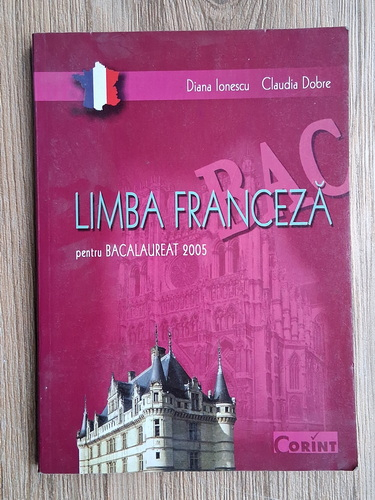 Diana Ionescu Claudia Dobre
BAC
LIMBA FRANCEZĂ
pentru BACALAUREAT 2005
CORINT